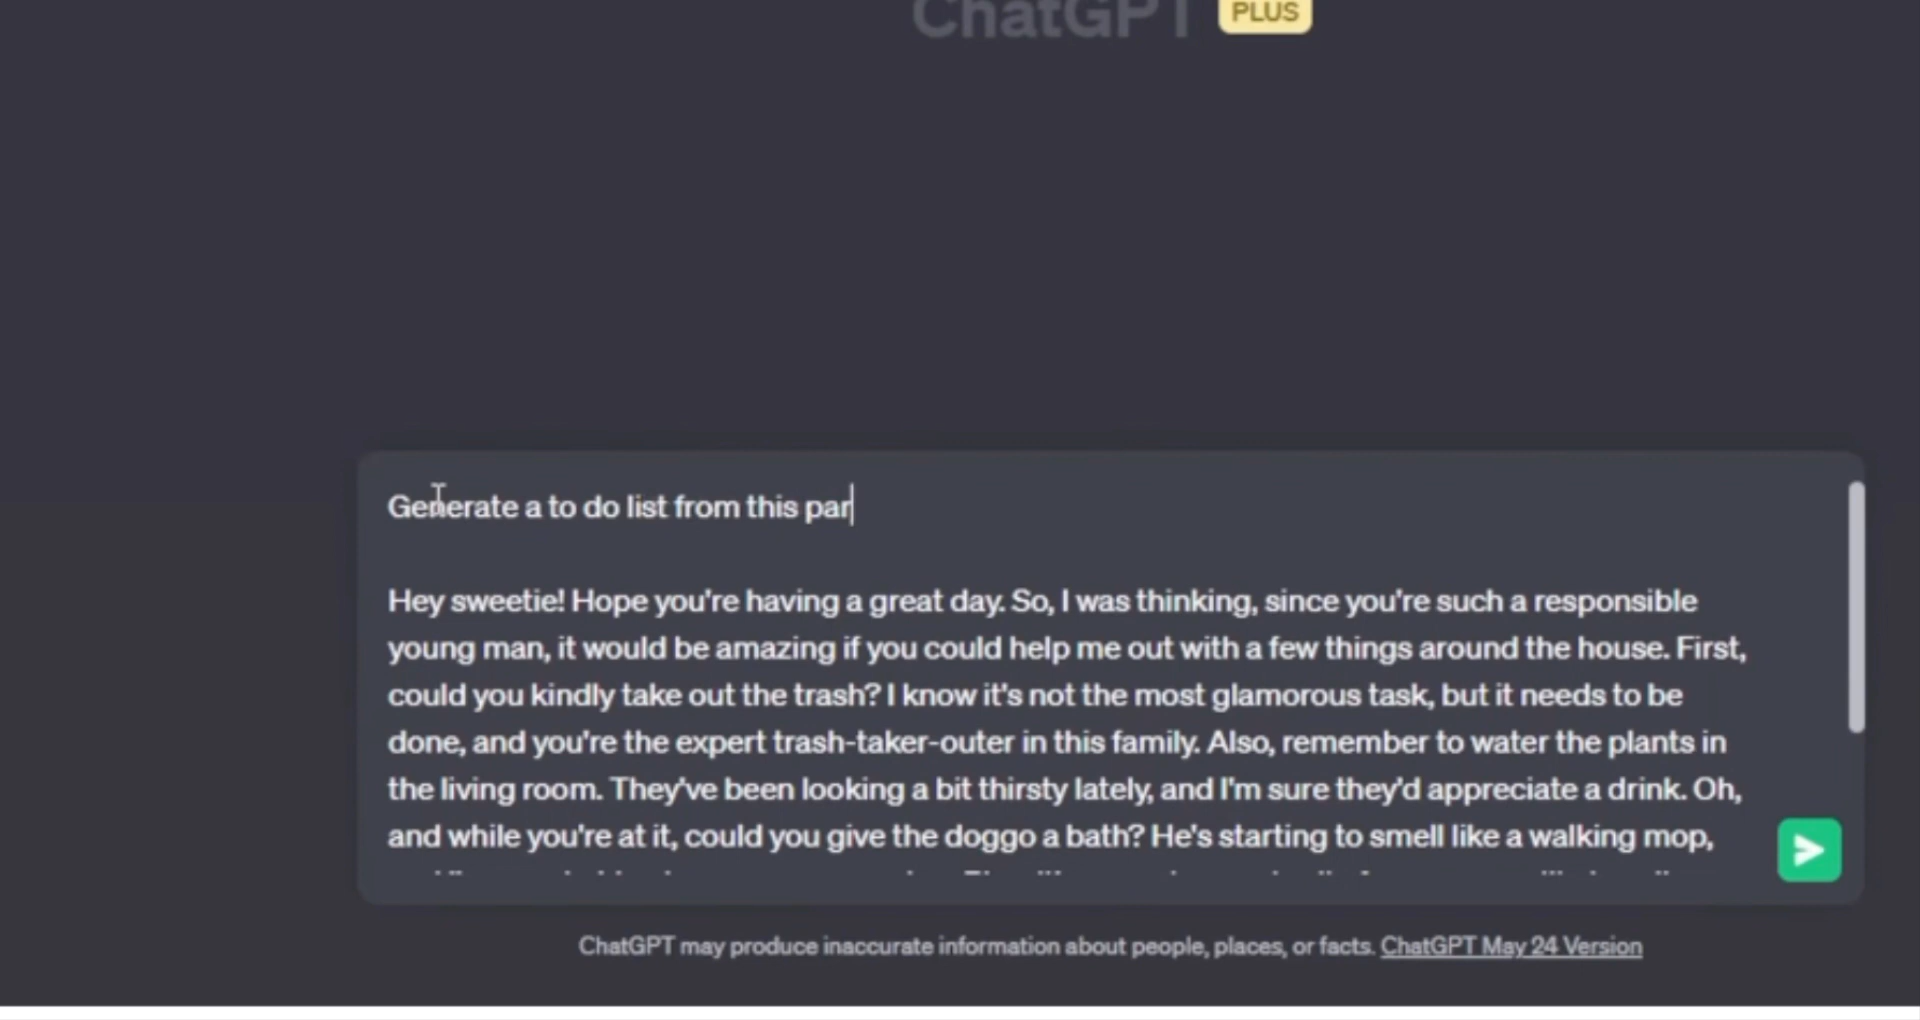 ChatGPT PLUS
Generate a to do list from this par
Hey sweetie! Hope you're having a great day. So, I was thinking, since you're such a responsible
young man, it would be amazing if you could help me out with a few things around the house. First,
could you kindly take out the trash? I know it's not the most glamorous task, but it needs to be
done, and you're the expert trash-taker-outer in this family. Also, remember to water the plants in
the living room. They've been looking a bit thirsty lately, and I'm sure they'd appreciate a drink. Oh,
and while you're at it, could you give the doggo a bath? He's starting to smell like a walking mop,
ChatGPT may produce inaccurate information about people, places, or facts. ChatGPT May 24 Version